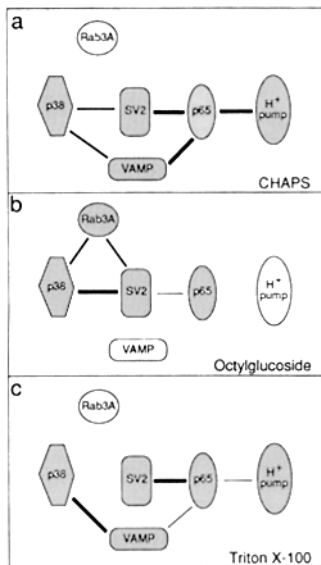 a
Rab3A
p38
SV2
p65
H+
pump
VAMP
CHAPS
b
Rab3A
p38
SV2
p65
H+
pump
VAMP
Octylglucoside
c
Rab3A
p38
SV2
p65
H+
pump
VAMP
Triton X-100